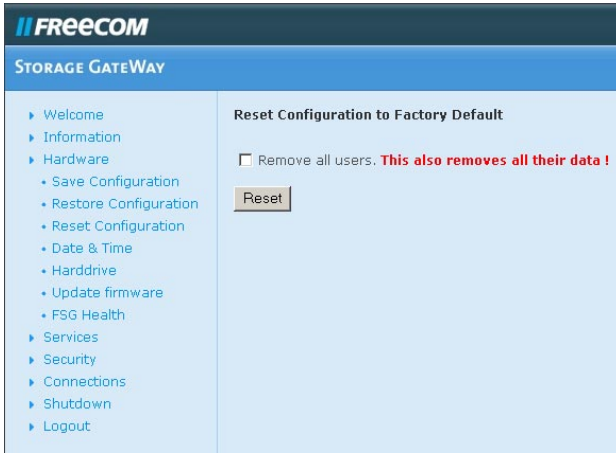 FREECOM
STORAGE GATEWAY
Welcome
Information
Hardware
Save Configuration
Restore Configuration
Reset Configuration
Date & Time
Harddrive
Update firmware
FSG Health
Services
Security
Connections
Shutdown
Logout
Reset Configuration to Factory Default
Remove all users. This also removes all their data !
Reset